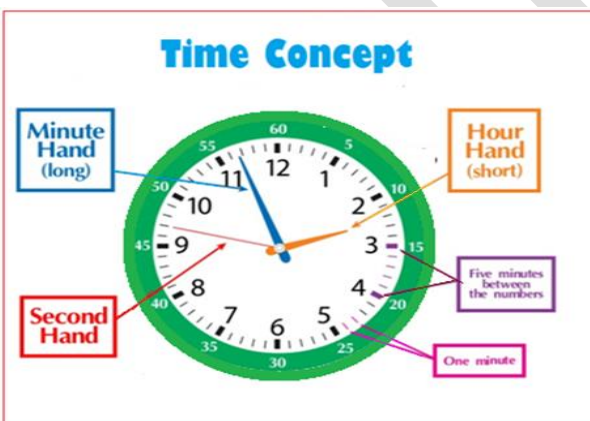 Time Concept
Minute
Hand
(long)
Hour
Hand
(short)
60
5
10
15
20
25
30
35
40
45
50
55
12
1
2
3
4
5
6
7
8
9
10
11
Five minutes
between
the numbers
Second
Hand
One minute